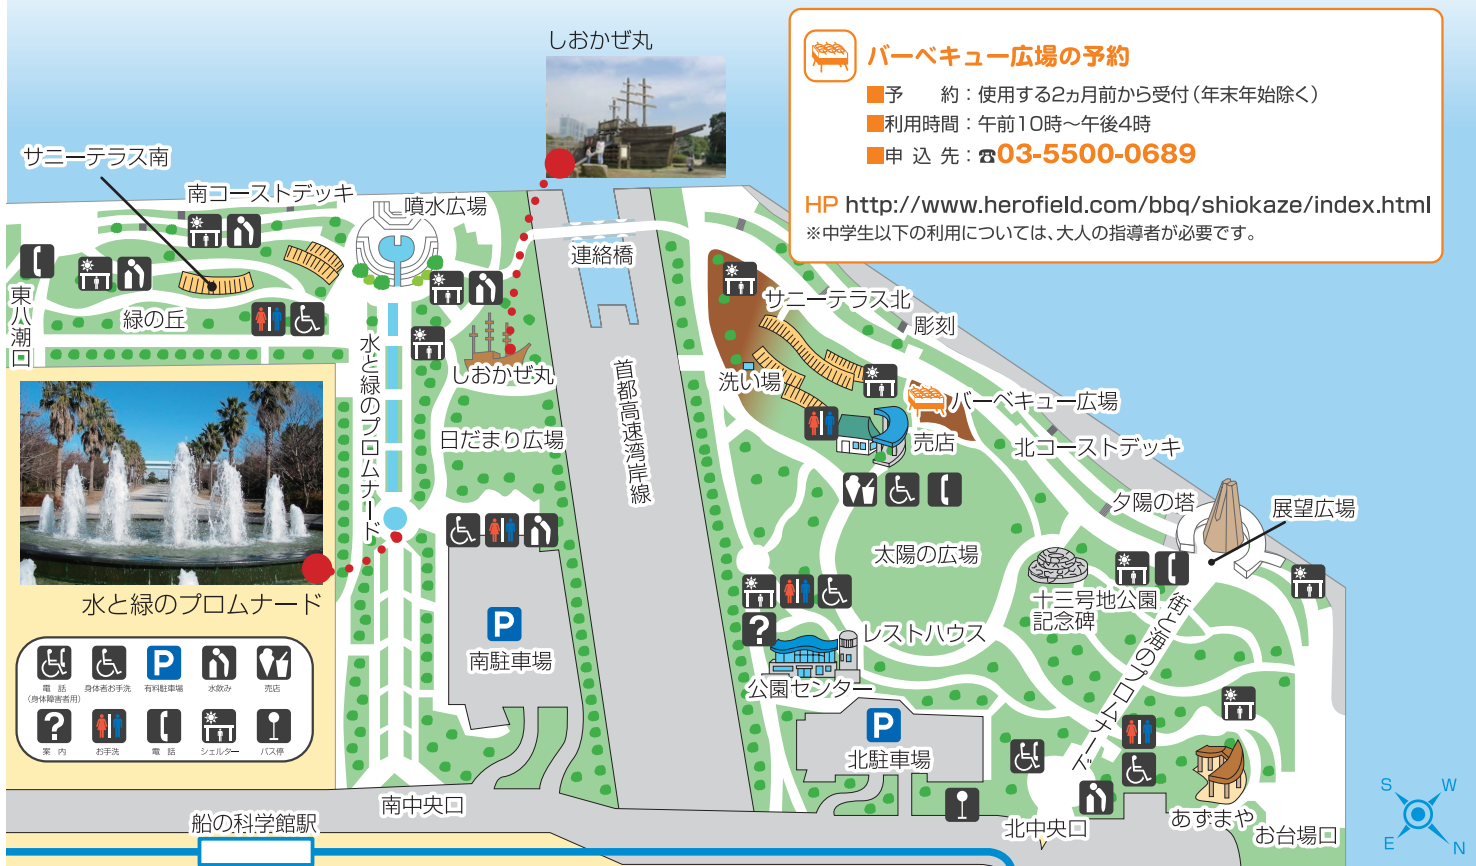 しおかぜ丸
バーベキュー広場の予約
■予　　約：使用する2ヵ月前から受付（年末年始除く）
■利用時間：午前10時〜午後4時
■申 込 先：☎03-5500-0689
HP http://www.herofield.com/bbq/shiokaze/index.html
※中学生以下の利用については、大人の指導者が必要です。
サニーテラス南
南コーストデッキ
噴水広場
連絡橋
東八潮口
緑の丘
サニーテラス北
彫刻
水と緑のプロムナード
しおかぜ丸
首都高速湾岸線
洗い場
バーベキュー広場
日だまり広場
売店
北コーストデッキ
夕陽の塔
展望広場
太陽の広場
十三号地公園
記念碑
街と海のプロムナード
水と緑のプロムナード
P
南駐車場
?
レストハウス
公園センター
P
北駐車場
電 話
(身体障害者用)
身体者お手洗
P
有料駐車場
水飲み
売店
?
案 内
お手洗
電 話
シェルター
バス停
南中央口
北中央口
あずまや
お台場口
船の科学館駅
S
W
E
N